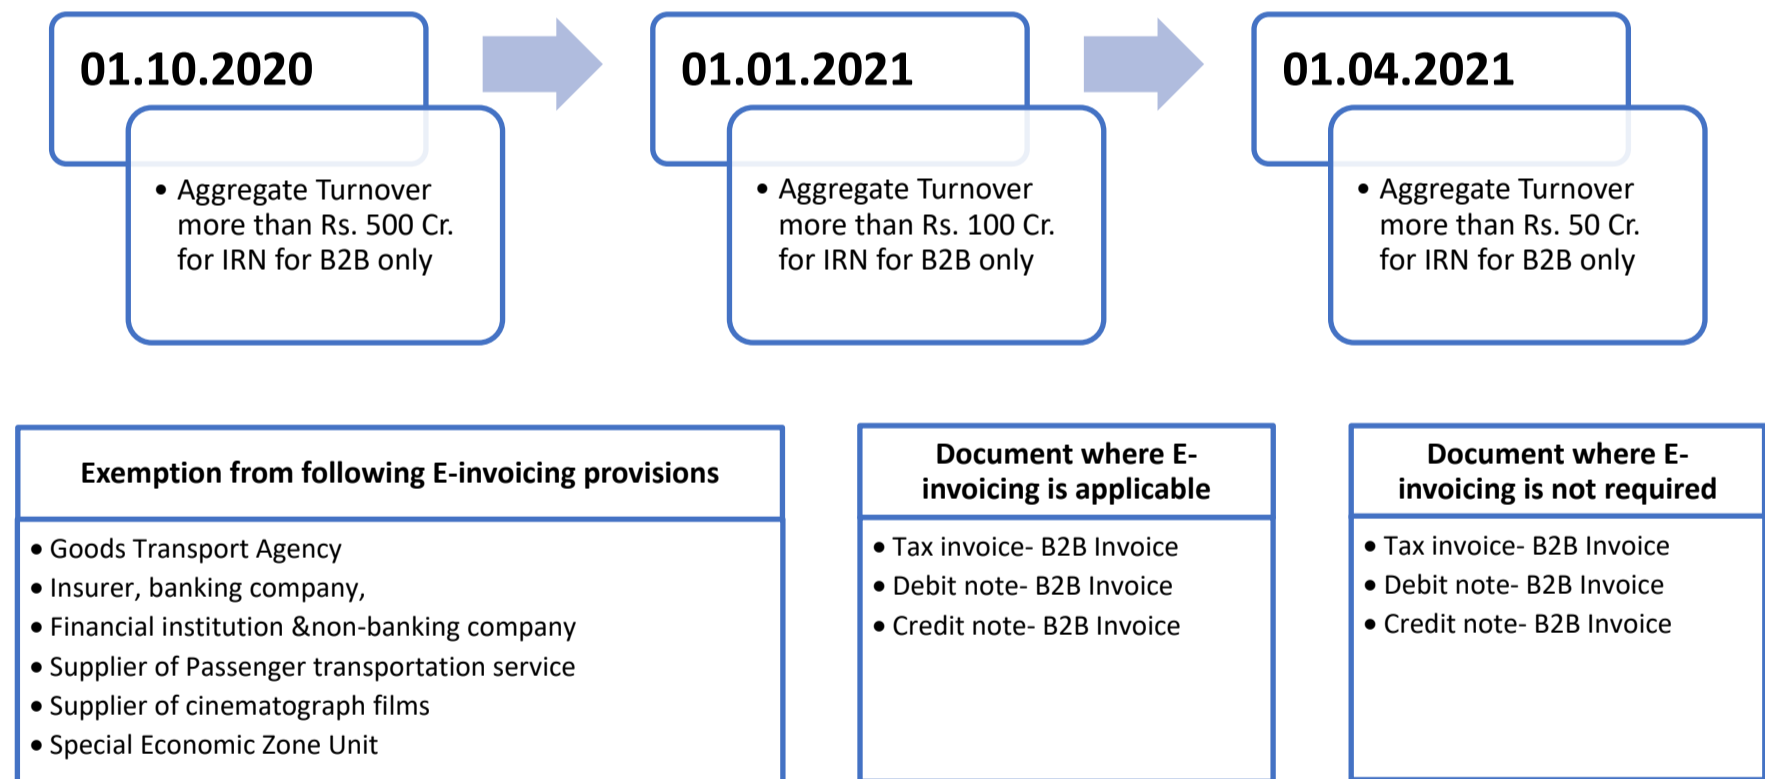 01.10.2020
• Aggregate Turnover
more than Rs. 500 Cr.
for IRN for B2B only
01.01.2021
• Aggregate Turnover
more than Rs. 100 Cr.
for IRN for B2B only
01.04.2021
• Aggregate Turnover
more than Rs. 50 Cr.
for IRN for B2B only
Exemption from following E-invoicing provisions
• Goods Transport Agency
• Insurer, banking company,
• Financial institution &non-banking company
• Supplier of Passenger transportation service
• Supplier of cinematograph films
• Special Economic Zone Unit
Document where E-
invoicing is applicable
• Tax invoice- B2B Invoice
• Debit note- B2B Invoice
• Credit note- B2B Invoice
Document where E-
invoicing is not required
• Tax invoice- B2B Invoice
• Debit note- B2B Invoice
• Credit note- B2B Invoice